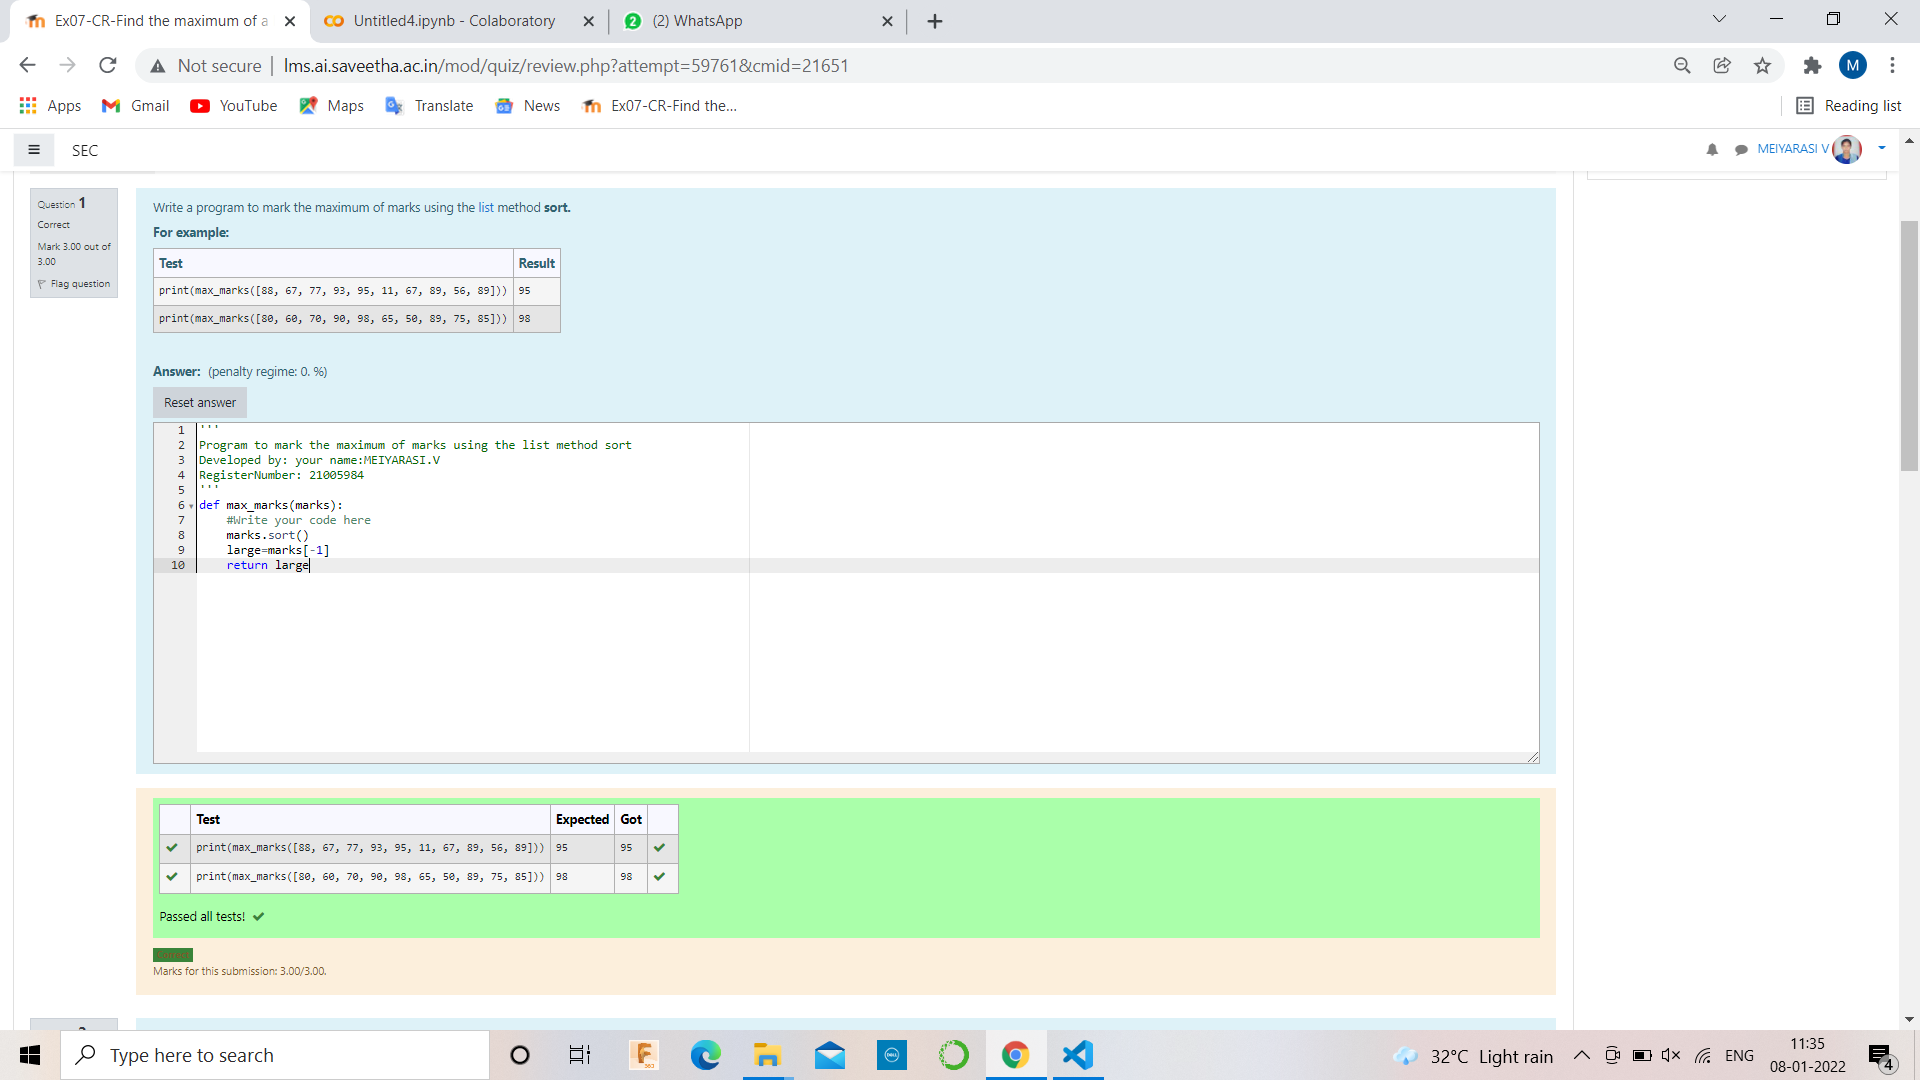 Ex07-CR-Find the maximum of a
Untitled4.ipynb - Colaboratory
2
(2) WhatsApp
Not secure
lms.ai.saveetha.ac.in/mod/quiz/review.php?attempt=59761&cmid=21651
M
Apps
Gmail
YouTube
Maps
Translate
News
Ex07-CR-Find the...
Reading list
SEC
MEIYARASI V
Question 1
Correct
Mark 3.00 out of
3.00
Flag question
Write a program to mark the maximum of marks using the list method sort.
For example:
Test Result
print(max_marks([88, 67, 77, 93, 95, 11, 67, 89, 56, 89])) 95
print(max_marks([80, 60, 70, 90, 98, 65, 50, 89, 75, 85])) 98
Answer: (penalty regime: 0. %)
Reset answer
1 '''
2 Program to mark the maximum of marks using the list method sort
3 Developed by: your name:MEIYARASI.V
4 RegisterNumber: 21005984
5 '''
6 def max_marks(marks):
7 #Write your code here
8 marks.sort()
9 large=marks[-1]
10 return large
Test Expected Got
print(max_marks([88, 67, 77, 93, 95, 11, 67, 89, 56, 89])) 95 95
print(max_marks([80, 60, 70, 90, 98, 65, 50, 89, 75, 85])) 98 98
Passed all tests!
Marks for this submission: 3.00/3.00.
Type here to search
32°C Light rain
ENG
11:35
08-01-2022
4